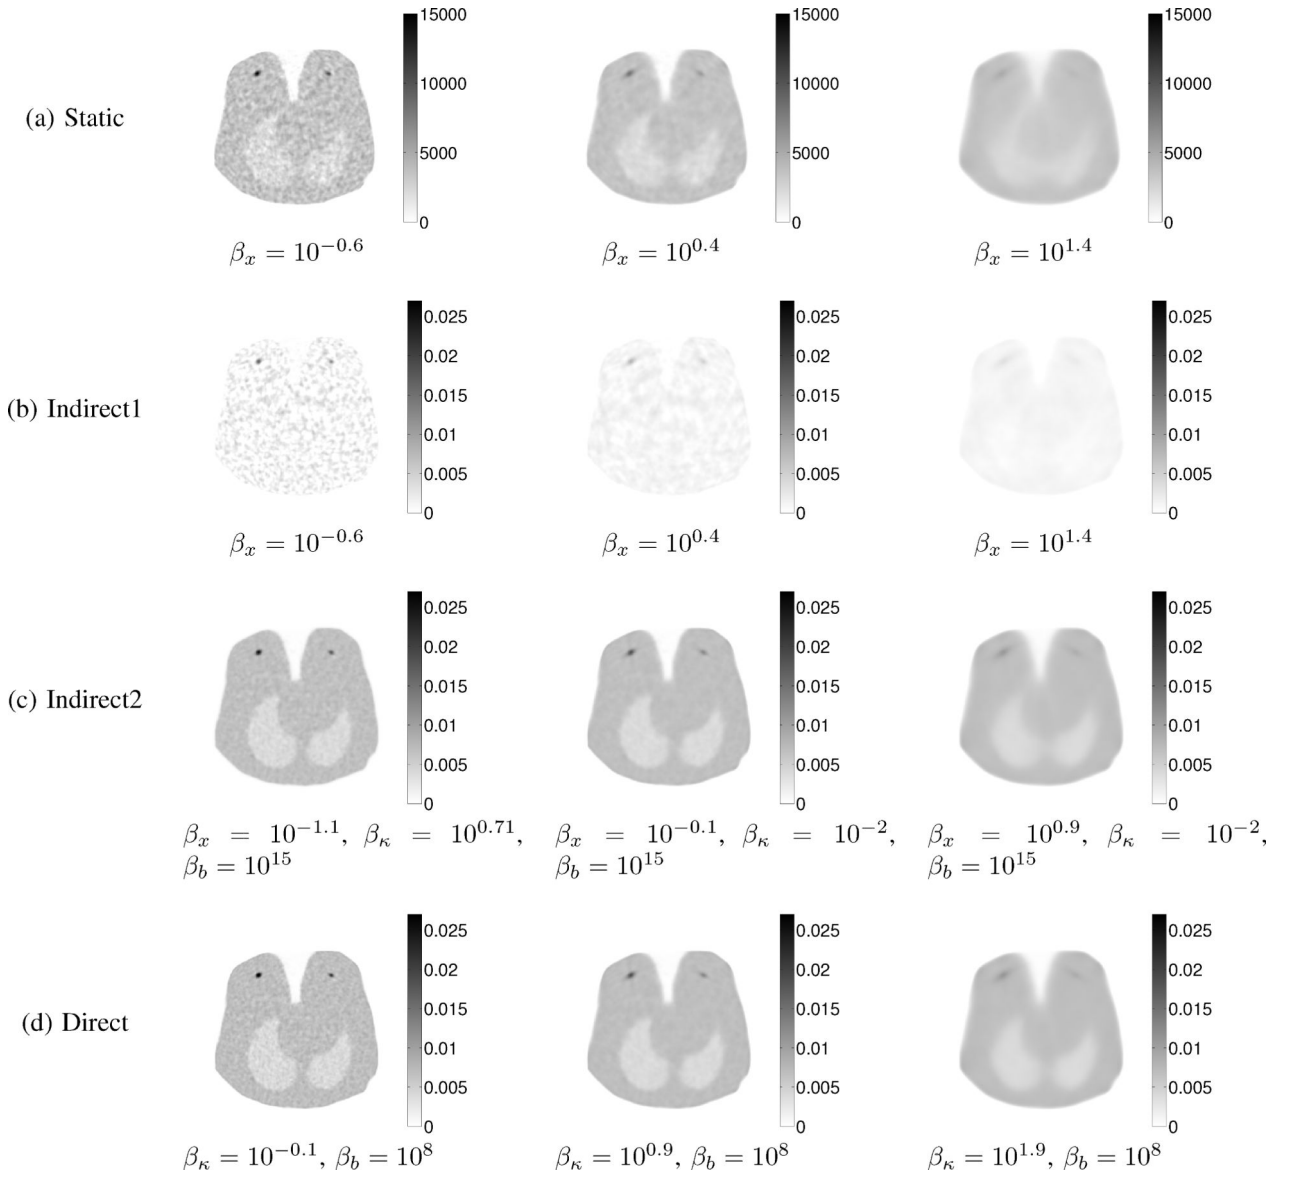 15000 15000 15000
10000 10000 10000
(a) Static
5000 5000 5000
0 0 0
βₓ = 10^−0.6 βₓ = 10^0.4 βₓ = 10^1.4
0.025 0.025 0.025
0.02 0.02 0.02
0.015 0.015 0.015
(b) Indirect1
0.01 0.01 0.01
0.005 0.005 0.005
0 0 0
βₓ = 10^−0.6 βₓ = 10^0.4 βₓ = 10^1.4
0.025 0.025 0.025
0.02 0.02 0.02
0.015 0.015 0.015
(c) Indirect2
0.01 0.01 0.01
0.005 0.005 0.005
0 0 0
βₓ = 10^−1.1, β_κ = 10^0.71, βₓ = 10^−0.1, β_κ = 10^−2, βₓ = 10^0.9, β_κ = 10^−2,
β_b = 10^15 β_b = 10^15 β_b = 10^15
0.025 0.025 0.025
0.02 0.02 0.02
0.015 0.015 0.015
(d) Direct
0.01 0.01 0.01
0.005 0.005 0.005
0 0 0
β_κ = 10^−0.1, β_b = 10^8 β_κ = 10^0.9, β_b = 10^8 β_κ = 10^1.9, β_b = 10^8